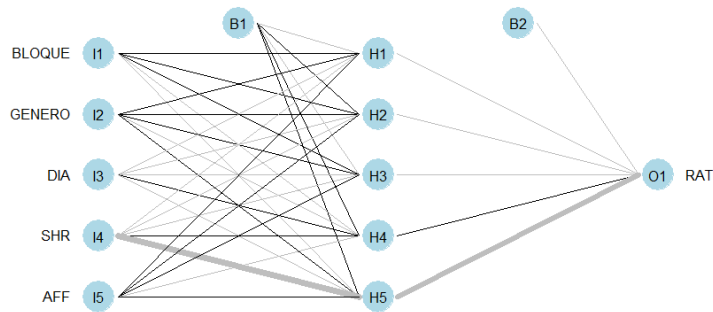 B1 B2
BLOQUE I1 H1
GENERO I2 H2
DIA I3 H3 O1 RAT
SHR I4 H4
AFF I5 H5